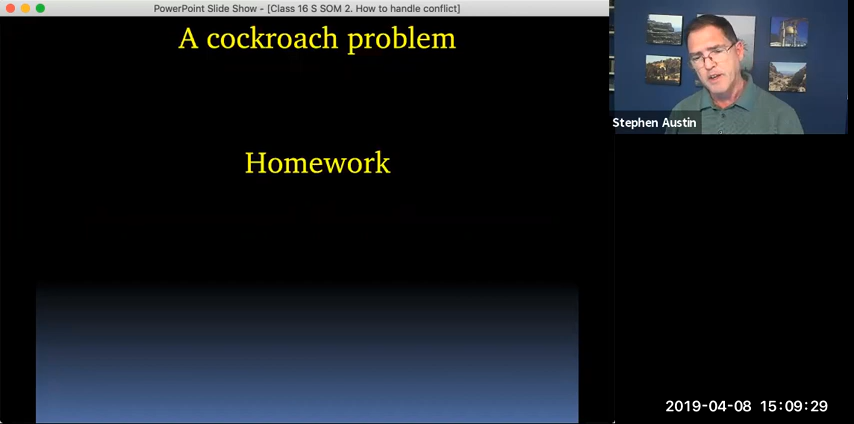 PowerPoint Slide Show - [Class 16 S SOM 2. How to handle conflict]
A cockroach problem
Homework
Stephen Austin
2019-04-08 15:09:29